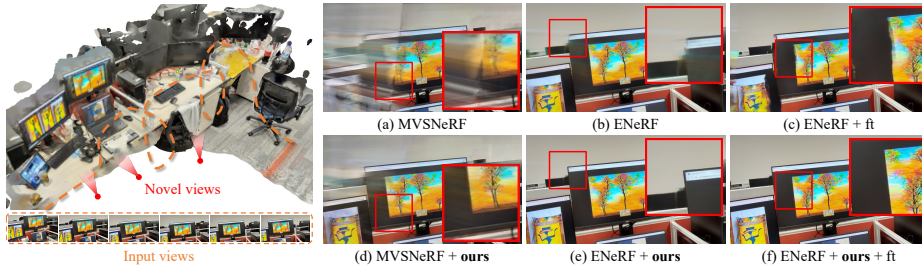 Novel views
Input views
(a) MVSNeRF
(b) ENeRF
(c) ENeRF + ft
(d) MVSNeRF + ours
(e) ENeRF + ours
(f) ENeRF + ours + ft